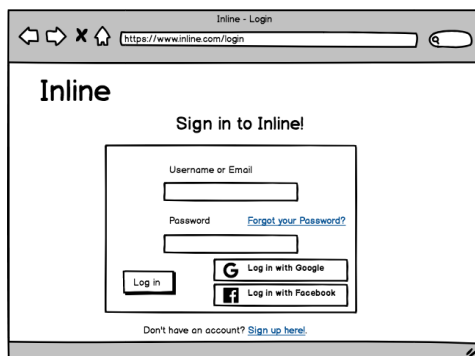 Inline - Login
https://www.inline.com/login
Inline
Sign in to Inline!
Username or Email
Password Forgot your Password?
Log in with Google
Log in
Log in with Facebook
Don't have an account? Sign up here!.